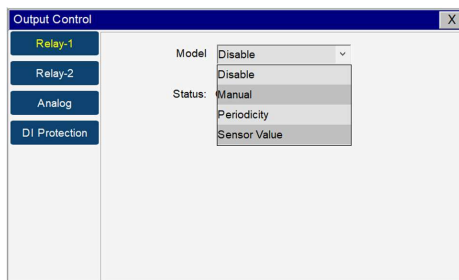 Output Control
X
Relay-1
Model
Disable
Relay-2
Disable
Status:
Manual
Analog
Periodicity
DI Protection
Sensor Value